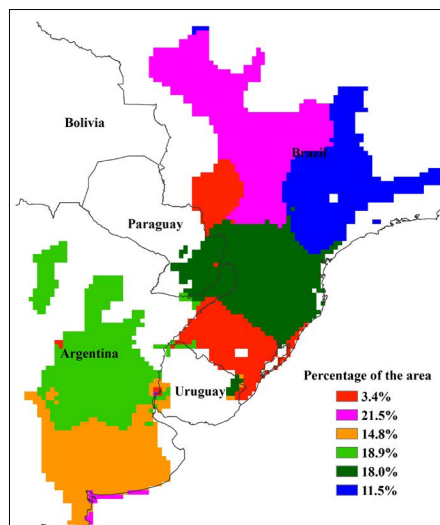 Bolivia
Brazil
Paraguay
Argentina
Uruguay
Percentage of the area
3.4%
21.5%
14.8%
18.9%
18.0%
11.5%